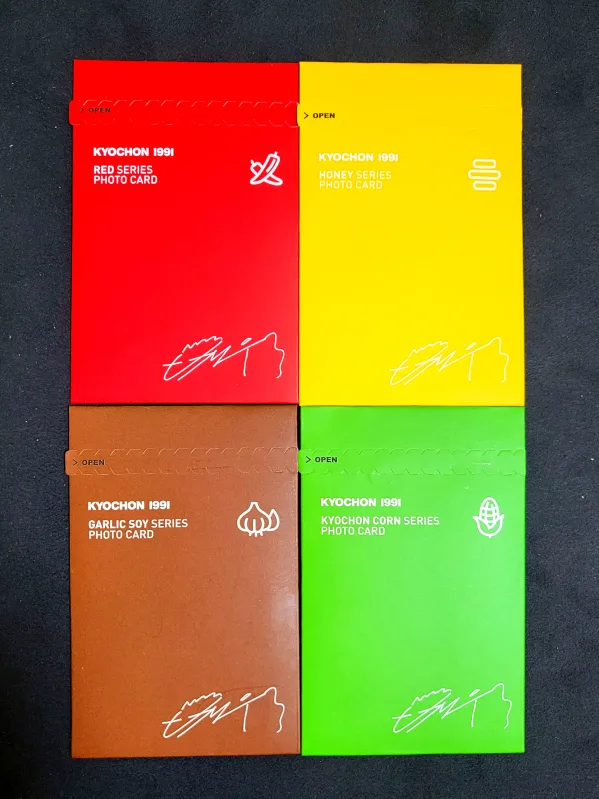 > OPEN
KYOCHON 1991
RED SERIES
PHOTO CARD
> OPEN
KYOCHON 1991
HONEY SERIES
PHOTO CARD
> OPEN
KYOCHON 1991
GARLIC SOY SERIES
PHOTO CARD
> OPEN
KYOCHON 1991
KYOCHON CORN SERIES
PHOTO CARD